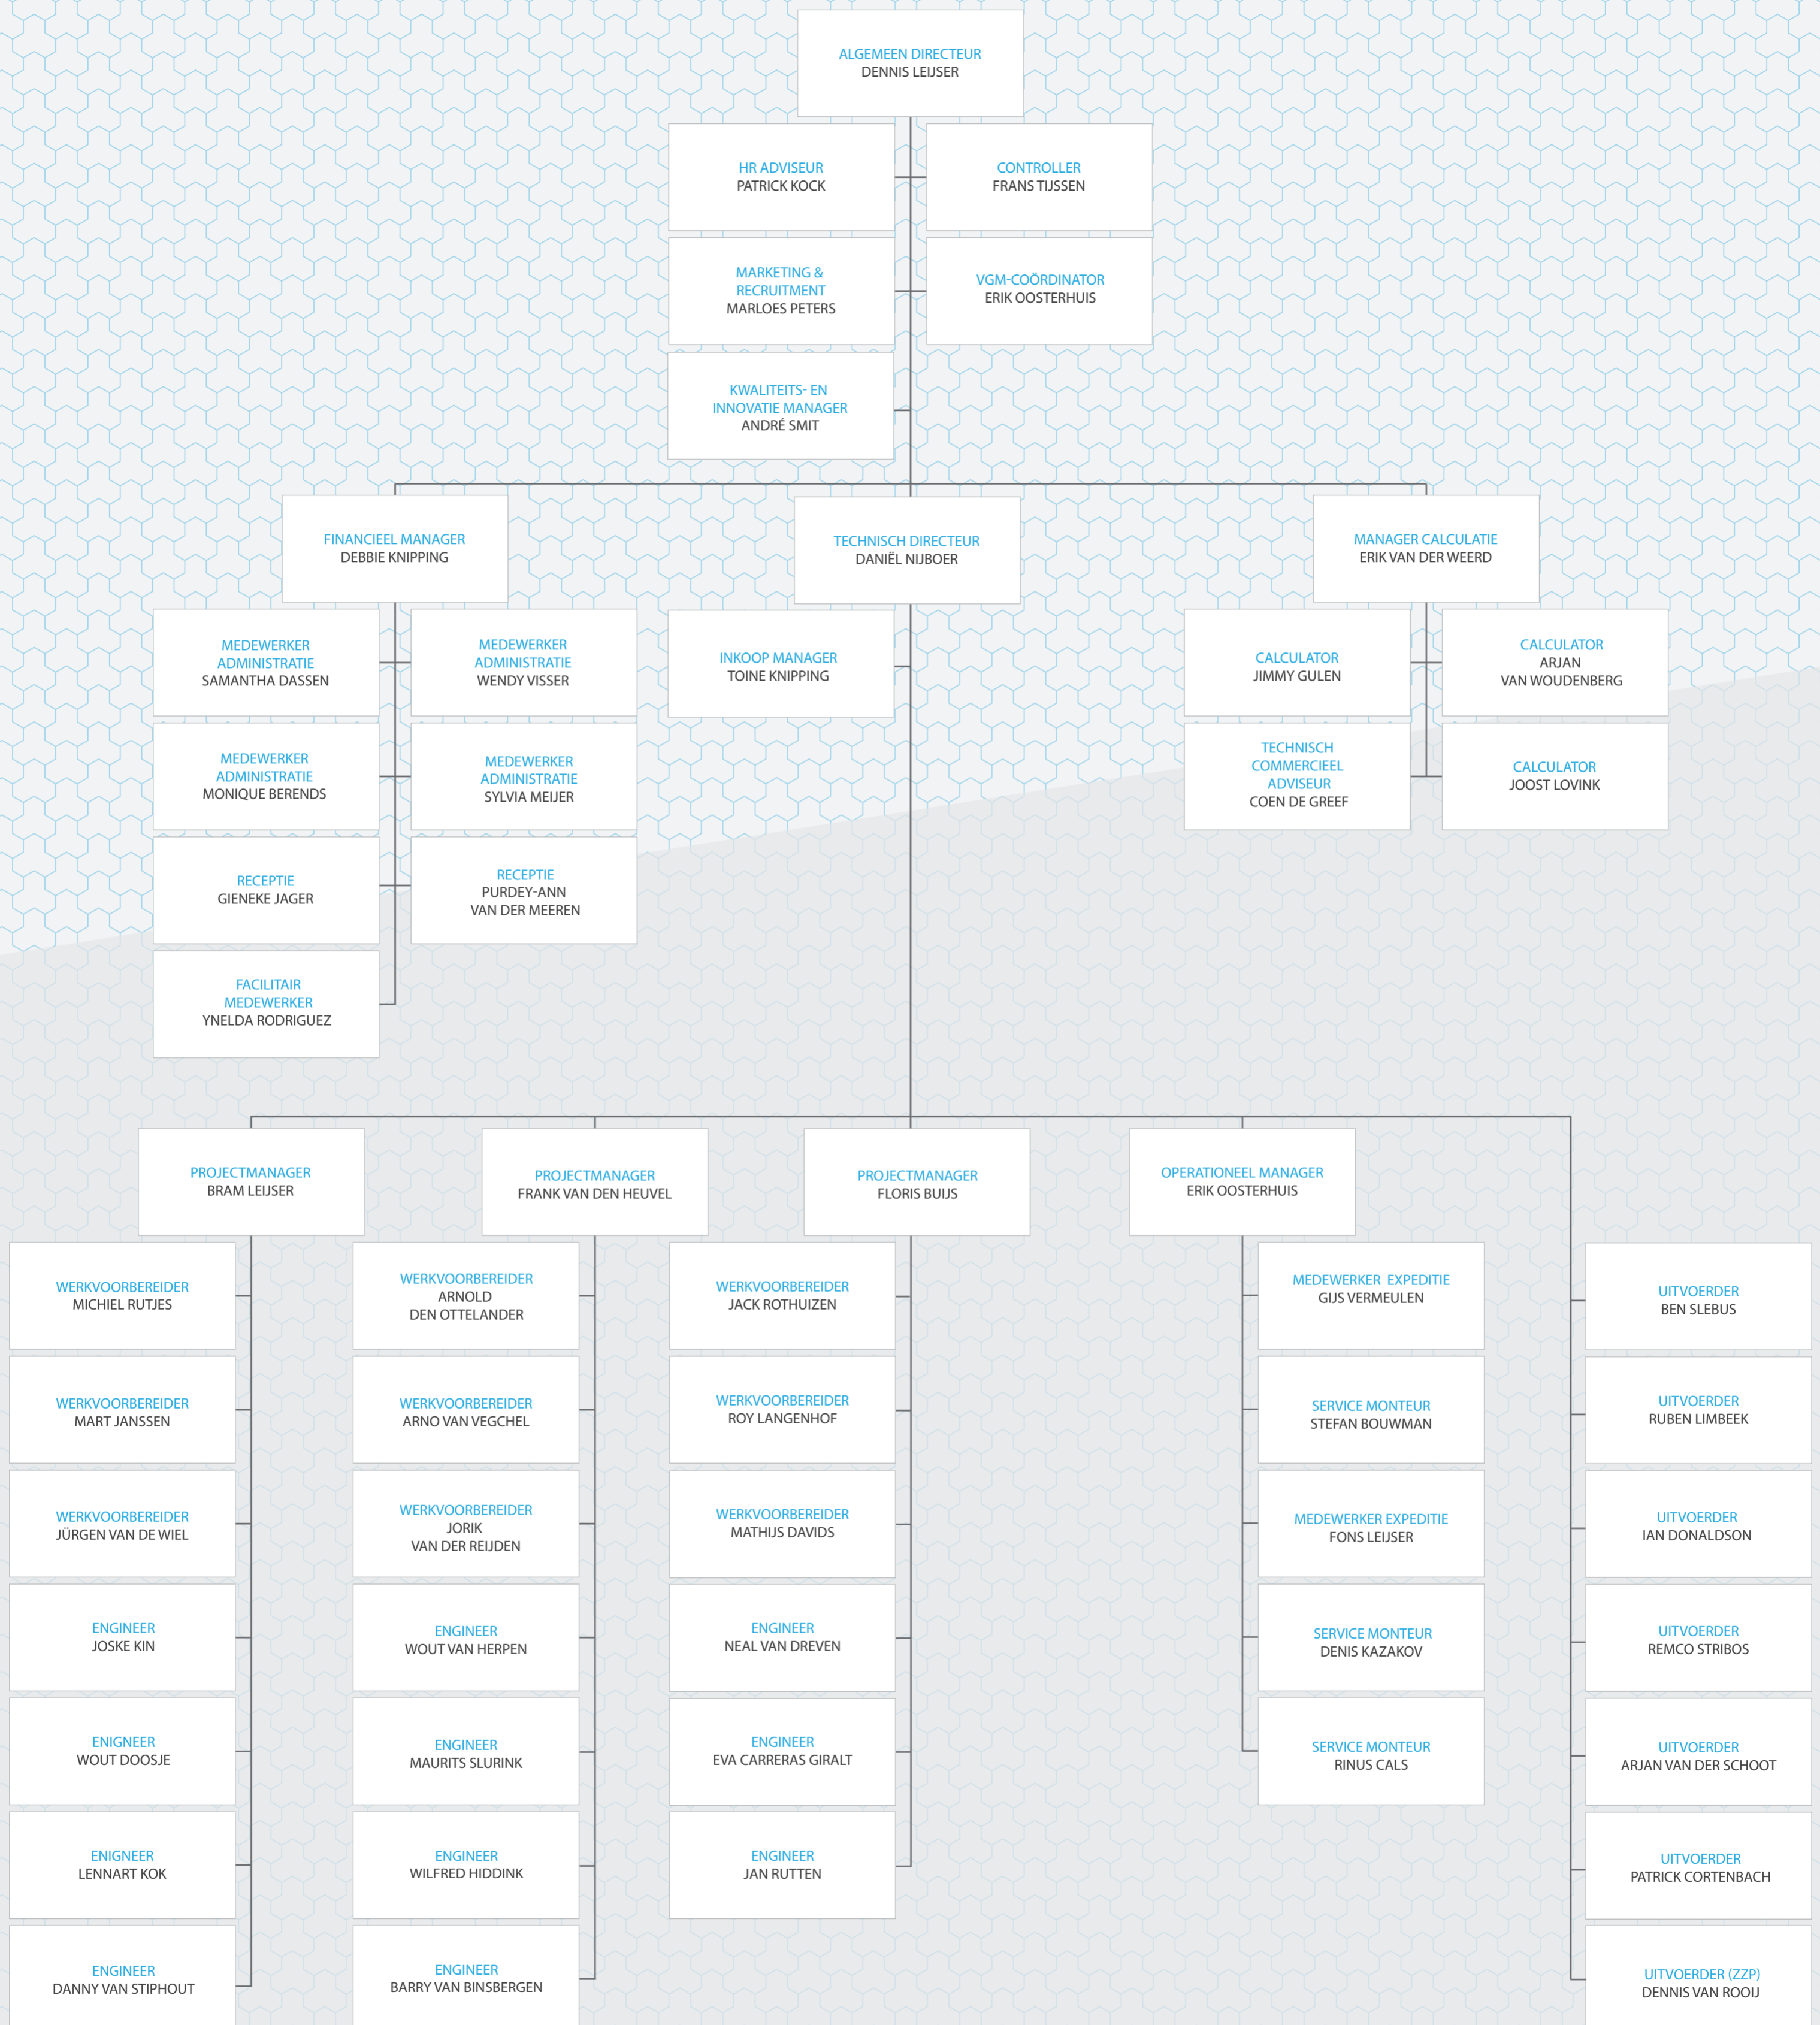 ALGEMEEN DIRECTEUR
DENNIS LEIJSER
HR ADVISEUR
PATRICK KOCK
CONTROLLER
FRANS TIJSSEN
MARKETING &
RECRUITMENT
MARLOES PETERS
VGM-COÖRDINATOR
ERIK OOSTERHUIS
KWALITEITS- EN
INNOVATIE MANAGER
ANDRÉ SMIT
FINANCIEEL MANAGER
DEBBIE KNIPPING
TECHNISCH DIRECTEUR
DANIËL NIJBOER
MANAGER CALCULATIE
ERIK VAN DER WEERD
MEDEWERKER
ADMINISTRATIE
SAMANTHA DASSEN
MEDEWERKER
ADMINISTRATIE
WENDY VISSER
INKOOP MANAGER
TOINE KNIPPING
CALCULATOR
JIMMY GULEN
CALCULATOR
ARJAN
VAN WOUDENBERG
MEDEWERKER
ADMINISTRATIE
MONIQUE BERENDS
MEDEWERKER
ADMINISTRATIE
SYLVIA MEIJER
TECHNISCH
COMMERCIEEL
ADVISEUR
COEN DE GREEF
CALCULATOR
JOOST LOVINK
RECEPTIE
GIENEKE JAGER
RECEPTIE
PURDEY-ANN
VAN DER MEEREN
FACILITAIR
MEDEWERKER
YNELDA RODRIGUEZ
PROJECTMANAGER
BRAM LEIJSER
PROJECTMANAGER
FRANK VAN DEN HEUVEL
PROJECTMANAGER
FLORIS BUIJS
OPERATIONEEL MANAGER
ERIK OOSTERHUIS
WERKVOORBEREIDER
MICHIEL RUTJES
WERKVOORBEREIDER
ARNOLD
DEN OTTELANDER
WERKVOORBEREIDER
JACK ROTHUIZEN
MEDEWERKER EXPEDITIE
GIJS VERMEULEN
UITVOERDER
BEN SLEBUS
WERKVOORBEREIDER
MART JANSSEN
WERKVOORBEREIDER
ARNO VAN VEGCHEL
WERKVOORBEREIDER
ROY LANGENHOF
SERVICE MONTEUR
STEFAN BOUWMAN
UITVOERDER
RUBEN LIMBEEK
WERKVOORBEREIDER
JÜRGEN VAN DE WIEL
WERKVOORBEREIDER
JORIK
VAN DER REIJDEN
WERKVOORBEREIDER
MATHIJS DAVIDS
MEDEWERKER EXPEDITIE
FONS LEIJSER
UITVOERDER
IAN DONALDSON
ENGINEER
JOSKE KIN
ENGINEER
WOUT VAN HERPEN
ENGINEER
NEAL VAN DREVEN
SERVICE MONTEUR
DENIS KAZAKOV
UITVOERDER
REMCO STRIBOS
ENIGNEER
WOUT DOOSJE
ENGINEER
MAURITS SLURINK
ENGINEER
EVA CARRERAS GIRALT
SERVICE MONTEUR
RINUS CALS
UITVOERDER
ARJAN VAN DER SCHOOT
ENIGNEER
LENNART KOK
ENGINEER
WILFRED HIDDINK
ENGINEER
JAN RUTTEN
UITVOERDER
PATRICK CORTENBACH
ENGINEER
DANNY VAN STIPHOUT
ENGINEER
BARRY VAN BINSBERGEN
UITVOERDER (ZZP)
DENNIS VAN ROOIJ